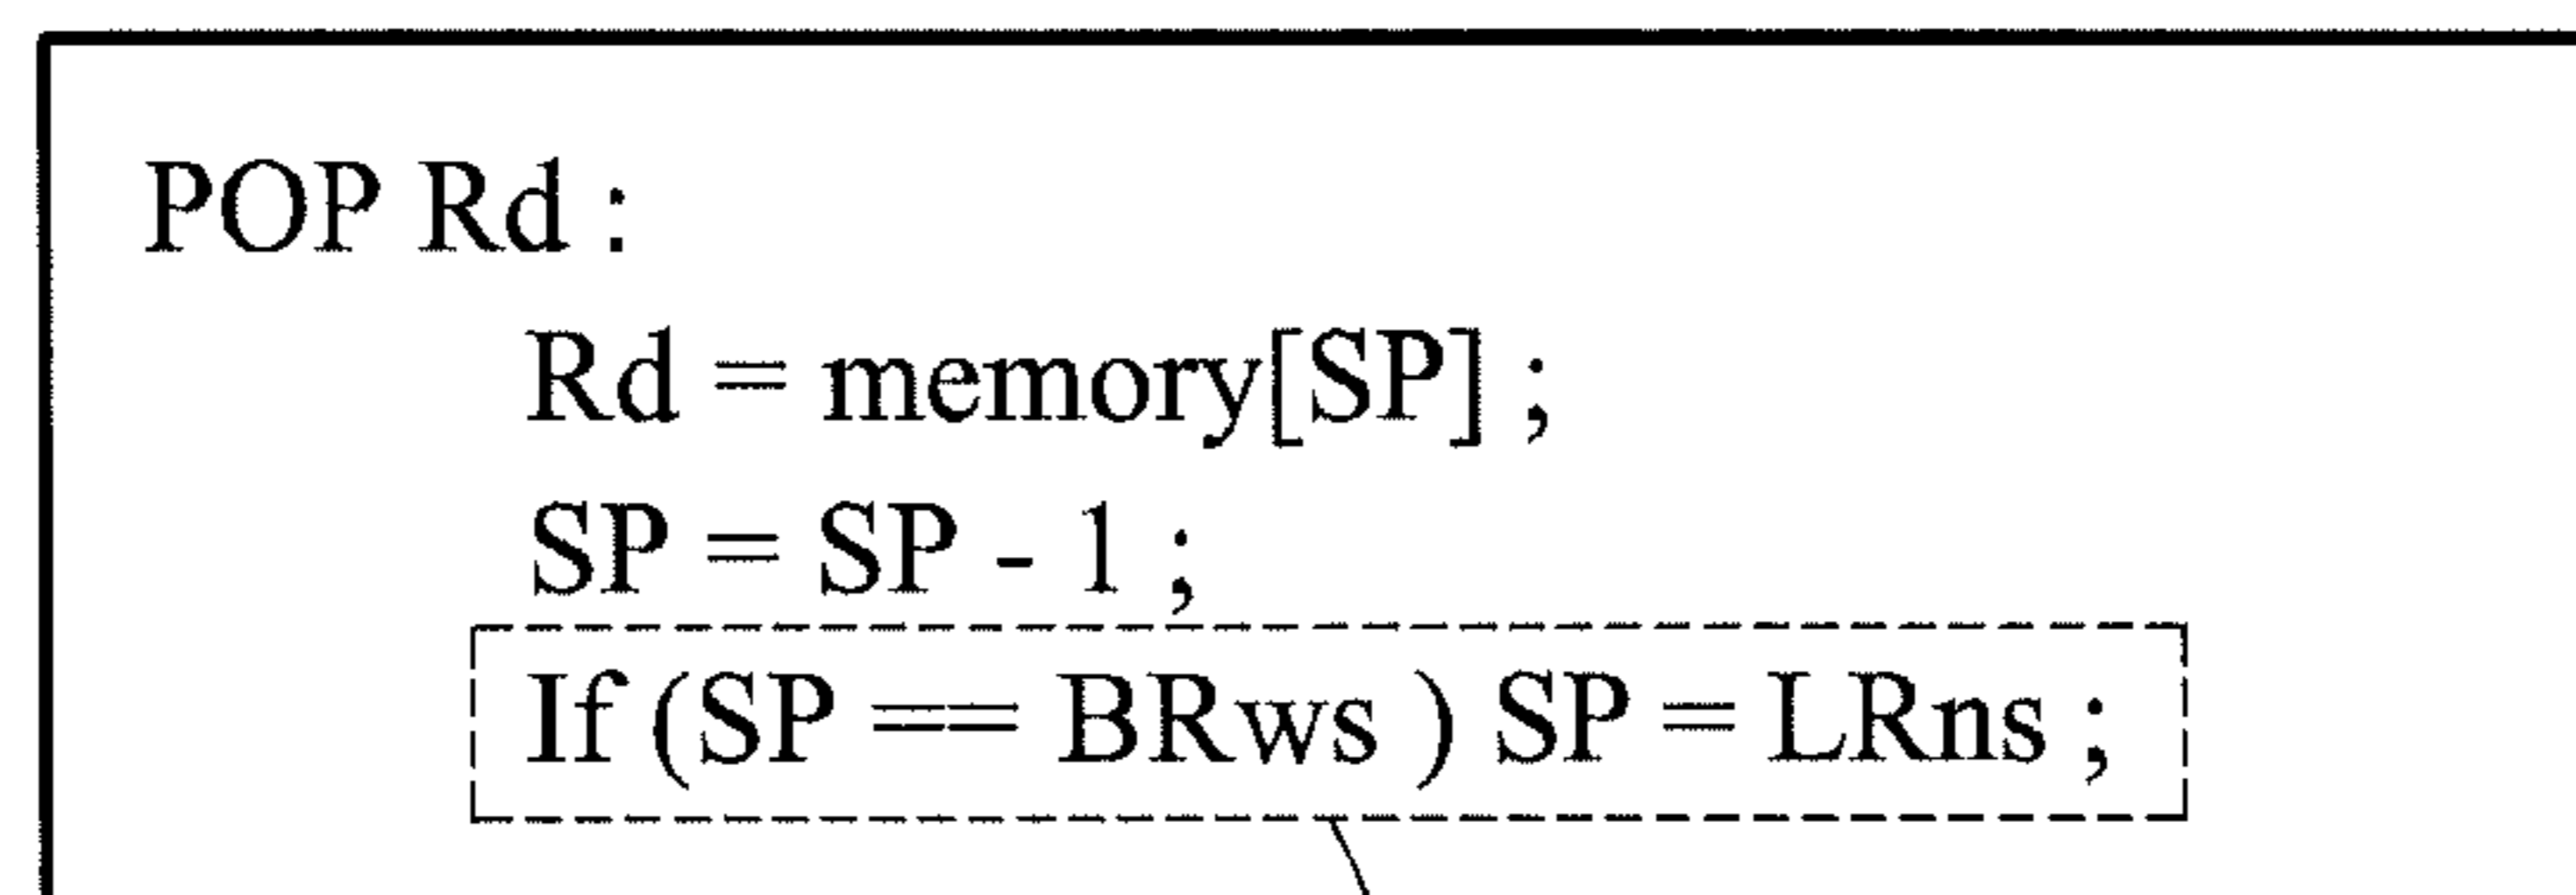 POP Rd :
Rd = memory[SP] ;
SP = SP - 1 ;
If (SP == BRws ) SP = LRns ;